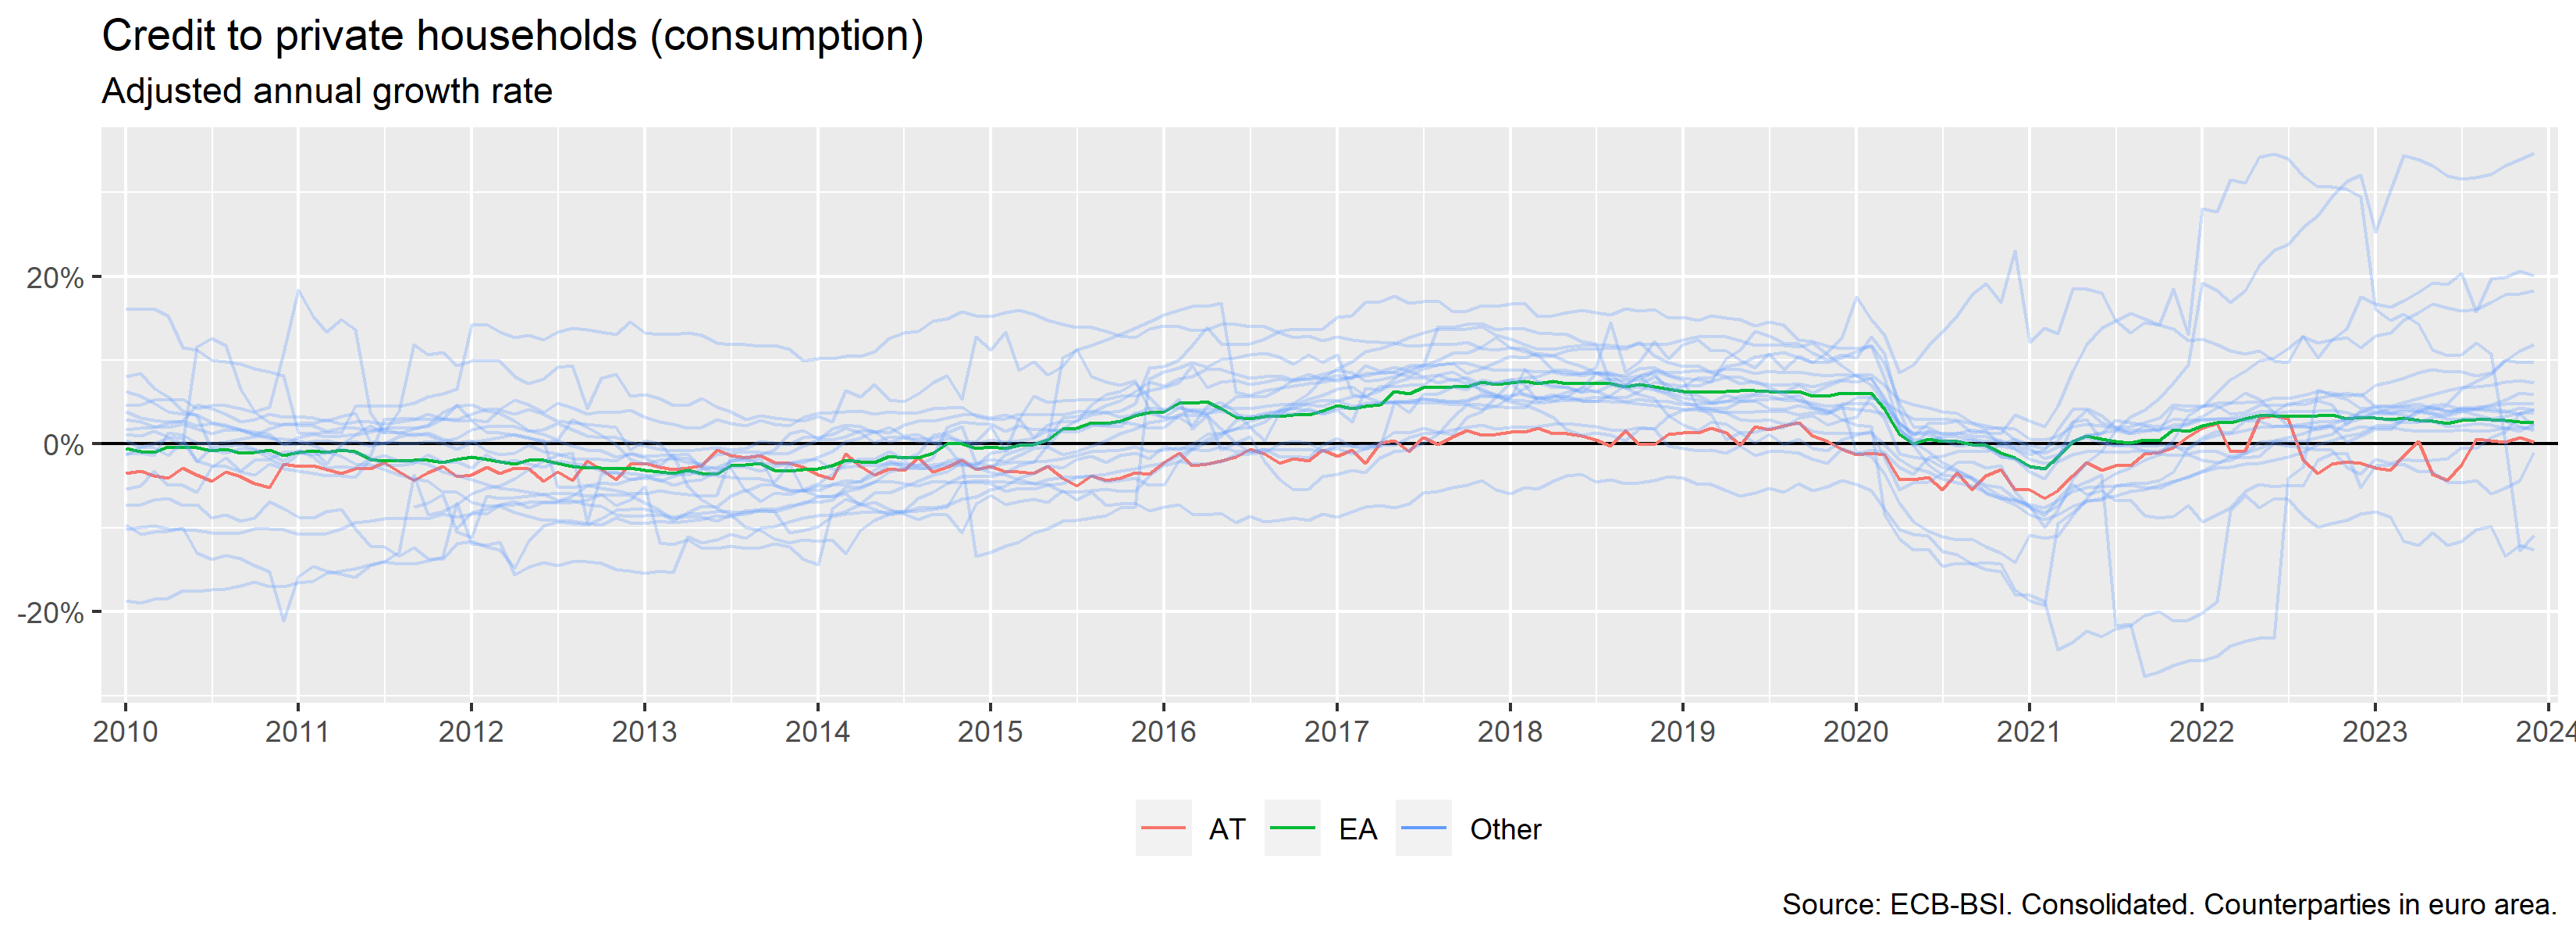 Credit to private households (consumption)
Adjusted annual growth rate
20%
0%
-20%
2010 2011 2012 2013 2014 2015 2016 2017 2018 2019 2020 2021 2022 2023 2024
AT EA Other
Source: ECB-BSI. Consolidated. Counterparties in euro area.